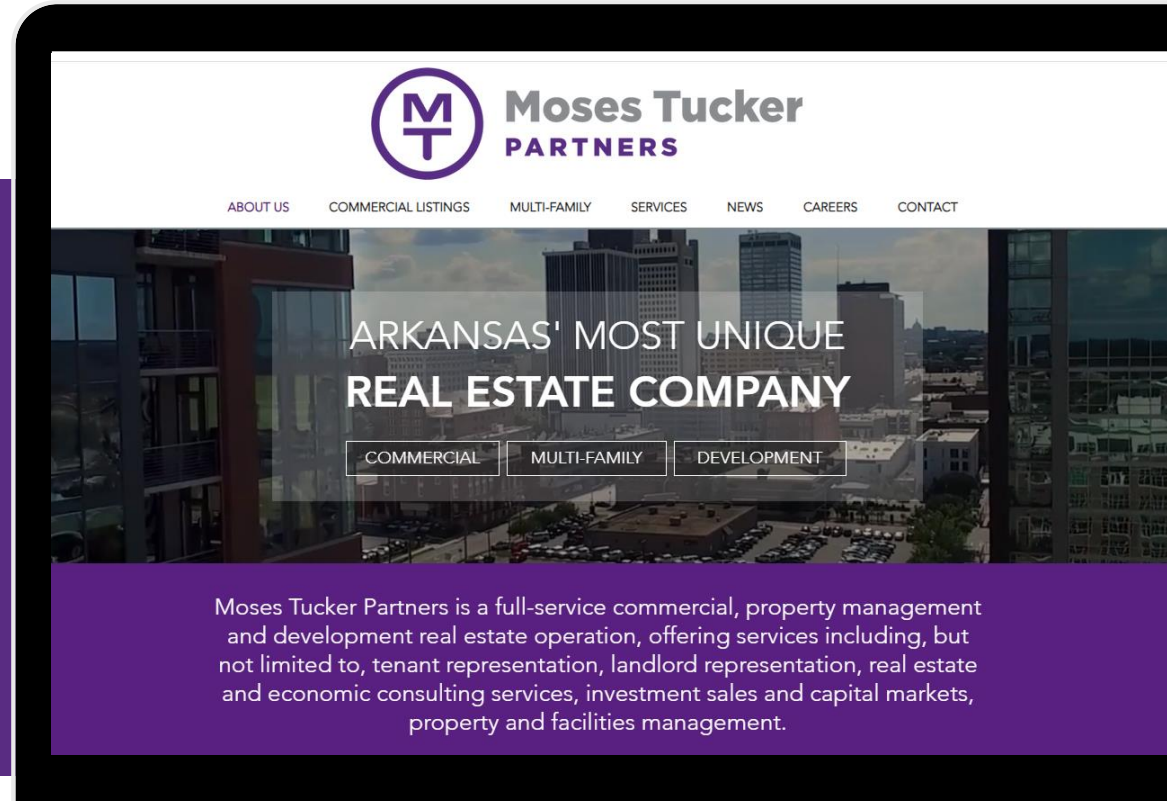 MT
Moses Tucker
PARTNERS
ABOUT US COMMERCIAL LISTINGS MULTI-FAMILY SERVICES NEWS CAREERS CONTACT
ARKANSAS' MOST UNIQUE
REAL ESTATE COMPANY
COMMERCIAL MULTI-FAMILY DEVELOPMENT
Moses Tucker Partners is a full-service commercial, property management
and development real estate operation, offering services including, but
not limited to, tenant representation, landlord representation, real estate
and economic consulting services, investment sales and capital markets,
property and facilities management.